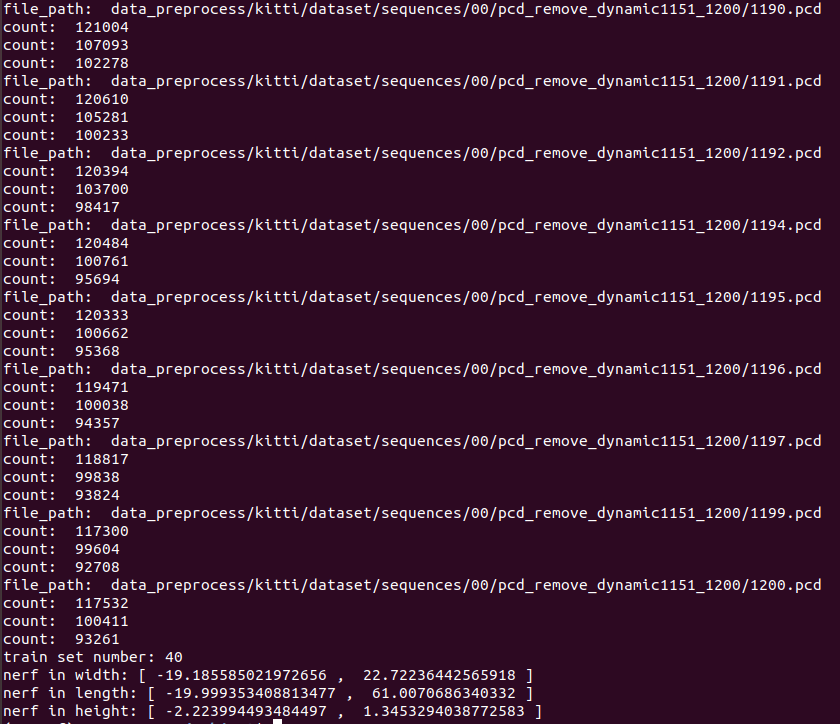 file_path:  data_preprocess/kitti/dataset/sequences/00/pcd_remove_dynamic1151_1200/1190.pcd
count:  121004
count:  107093
count:  102278
file_path:  data_preprocess/kitti/dataset/sequences/00/pcd_remove_dynamic1151_1200/1191.pcd
count:  120610
count:  105281
count:  100233
file_path:  data_preprocess/kitti/dataset/sequences/00/pcd_remove_dynamic1151_1200/1192.pcd
count:  120394
count:  103700
count:  98417
file_path:  data_preprocess/kitti/dataset/sequences/00/pcd_remove_dynamic1151_1200/1194.pcd
count:  120484
count:  100761
count:  95694
file_path:  data_preprocess/kitti/dataset/sequences/00/pcd_remove_dynamic1151_1200/1195.pcd
count:  120333
count:  100662
count:  95368
file_path:  data_preprocess/kitti/dataset/sequences/00/pcd_remove_dynamic1151_1200/1196.pcd
count:  119471
count:  100038
count:  94357
file_path:  data_preprocess/kitti/dataset/sequences/00/pcd_remove_dynamic1151_1200/1197.pcd
count:  118817
count:  99838
count:  93824
file_path:  data_preprocess/kitti/dataset/sequences/00/pcd_remove_dynamic1151_1200/1199.pcd
count:  117300
count:  99604
count:  92708
file_path:  data_preprocess/kitti/dataset/sequences/00/pcd_remove_dynamic1151_1200/1200.pcd
count:  117532
count:  100411
count:  93261
train set number: 40
nerf in width: [ -19.185585021972656 ,  22.72236442565918 ]
nerf in length: [ -19.999353408813477 ,  61.0070686340332 ]
nerf in height: [ -2.223994493484497 ,  1.3453294038772583 ]